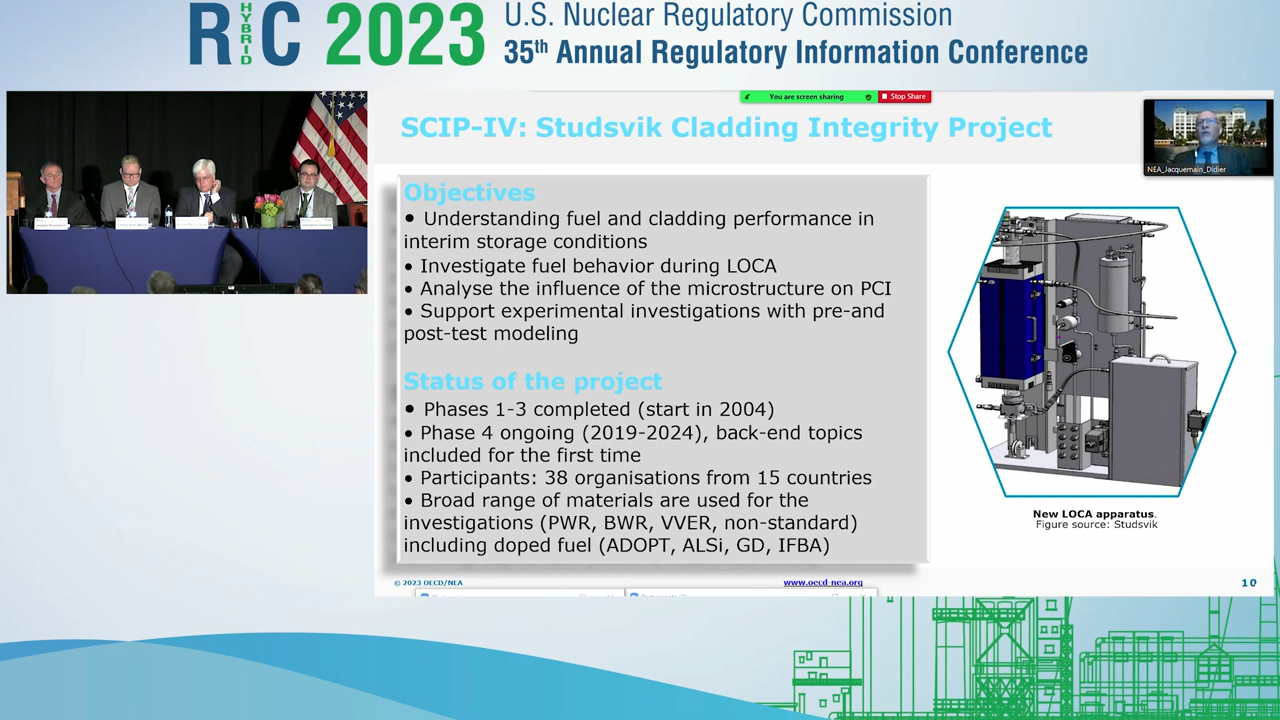 RIC HYBRID 2023
U.S. Nuclear Regulatory Commission
35th Annual Regulatory Information Conference
You are screen sharing
Stop Share
SCIP-IV: Studsvik Cladding Integrity Project
NEA_Jacquemain_Didier
Objectives
• Understanding fuel and cladding performance in
interim storage conditions
• Investigate fuel behavior during LOCA
• Analyse the influence of the microstructure on PCI
• Support experimental investigations with pre-and
post-test modeling
Status of the project
• Phases 1-3 completed (start in 2004)
• Phase 4 ongoing (2019-2024), back-end topics
included for the first time
• Participants: 38 organisations from 15 countries
• Broad range of materials are used for the
investigations (PWR, BWR, VVER, non-standard)
including doped fuel (ADOPT, ALSi, GD, IFBA)
New LOCA apparatus.
Figure source: Studsvik
© 2023 OECD/NEA
www.oecd-nea.org
10